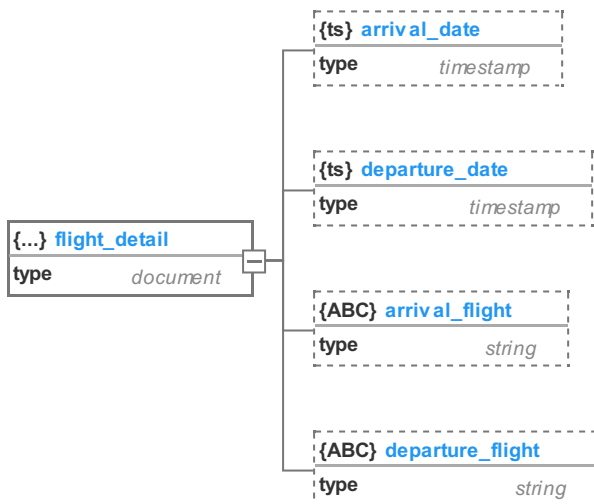 {ts} arrival_date
type timestamp
{ts} departure_date
type timestamp
{...} flight_detail
type document
{ABC} arrival_flight
type string
{ABC} departure_flight
type string